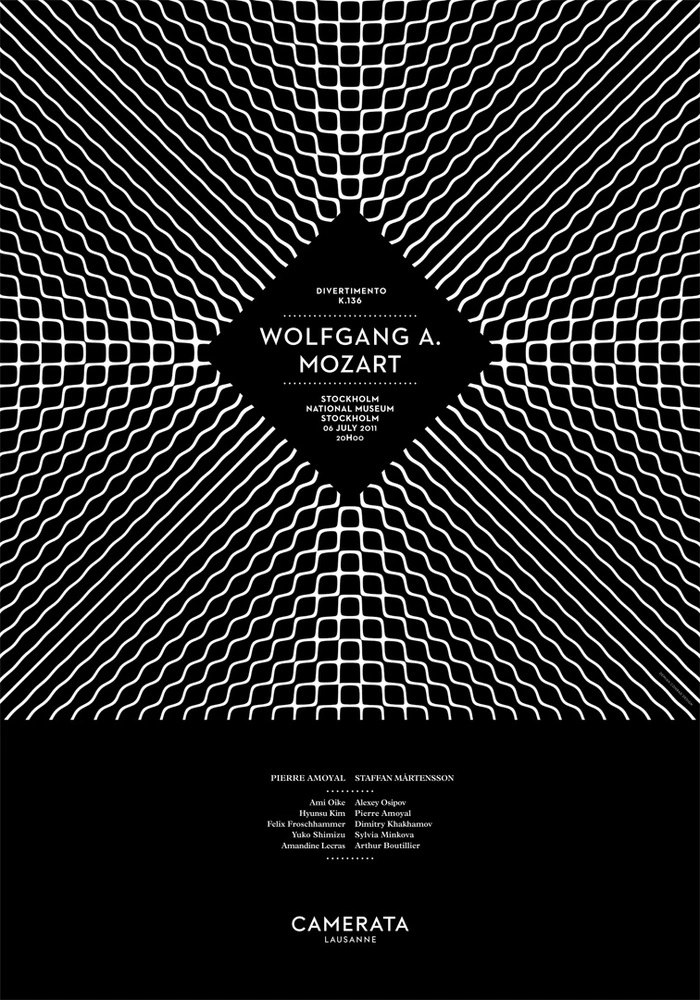 DIVERTIMENTO
K.136
WOLFGANG A.
MOZART
STOCKHOLM
NATIONAL MUSEUM
STOCKHOLM
06 JULY 2011
20H00
PIERRE AMOYAL STAFFAN MÅRTENSSON
Ami Oike Alexey Osipov
Hyunsu Kim Pierre Amoyal
Felix Froschhammer Dimitry Khakhamov
Yuko Shimizu Sylvia Minkova
Amandine Lecras Arthur Boutillier
CAMERATA
LAUSANNE